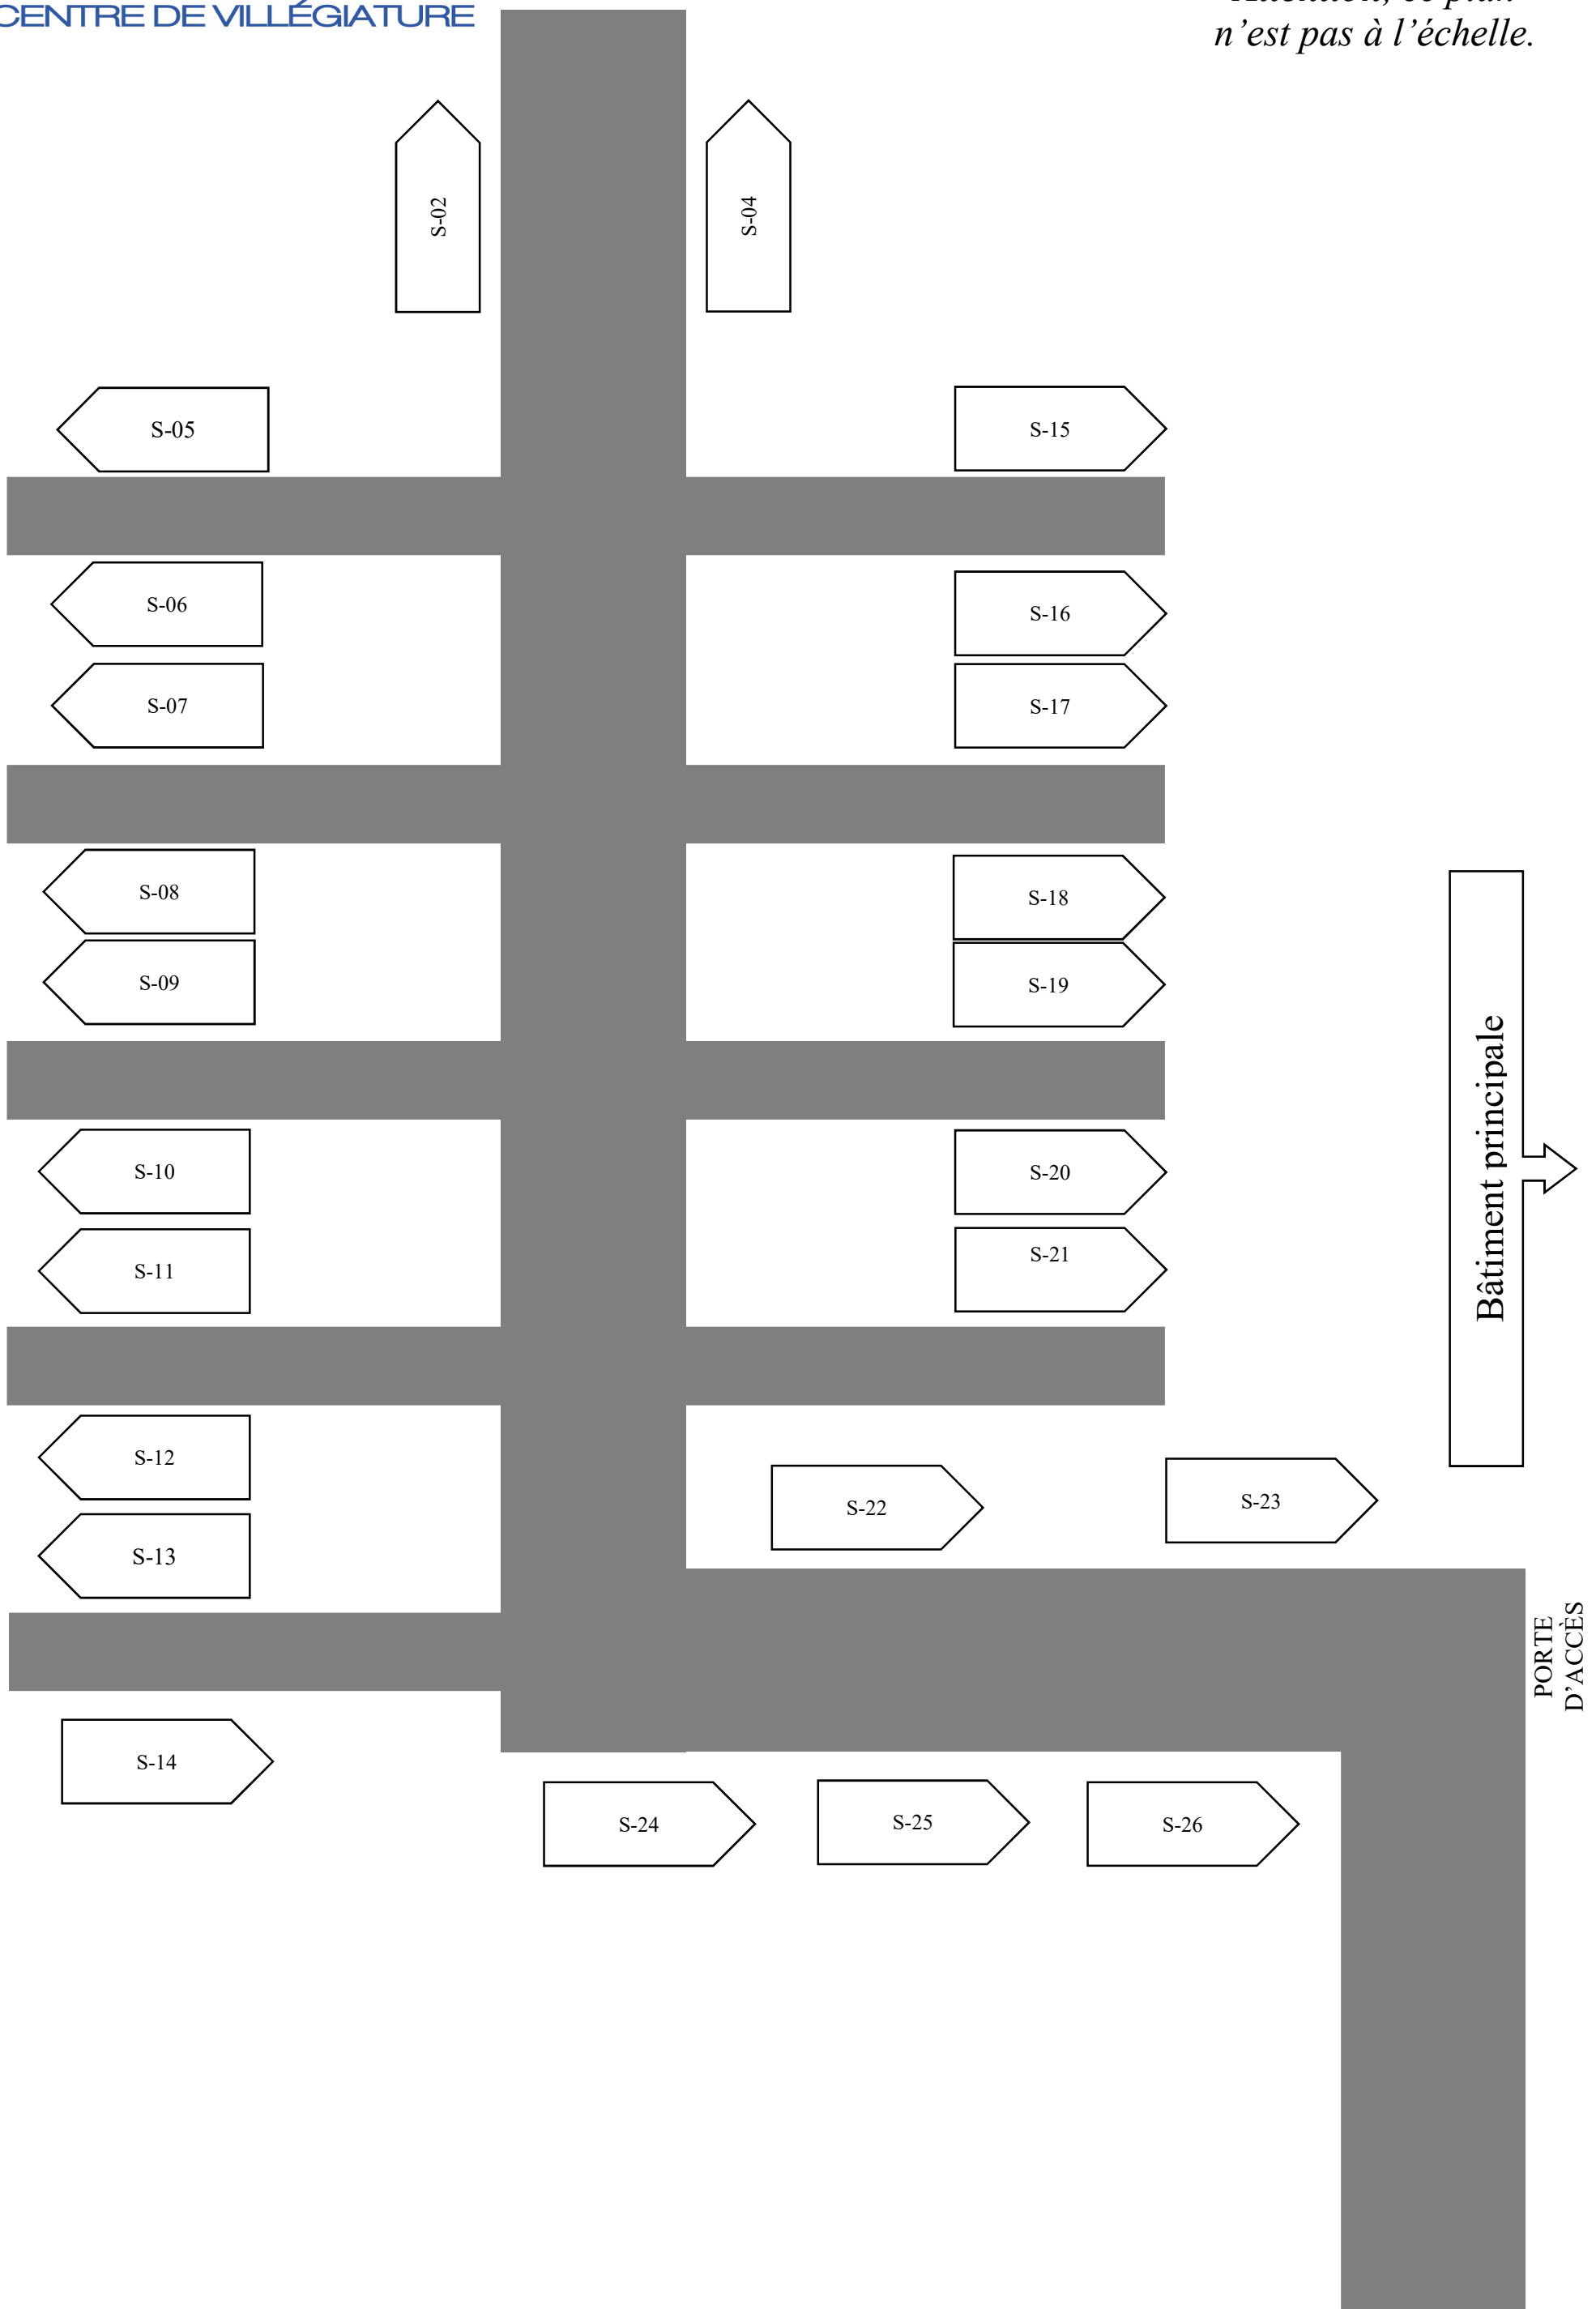 CENTRE DE VILLÉGIATURE
n’est pas à l’échelle.
S-02
S-04
S-05
S-15
S-06
S-16
S-07
S-17
S-08
S-18
S-09
S-19
Bâtiment principale
S-10
S-20
S-11
S-21
S-12
S-22
S-23
S-13
PORTE
D’ACCÈS
S-14
S-24
S-25
S-26